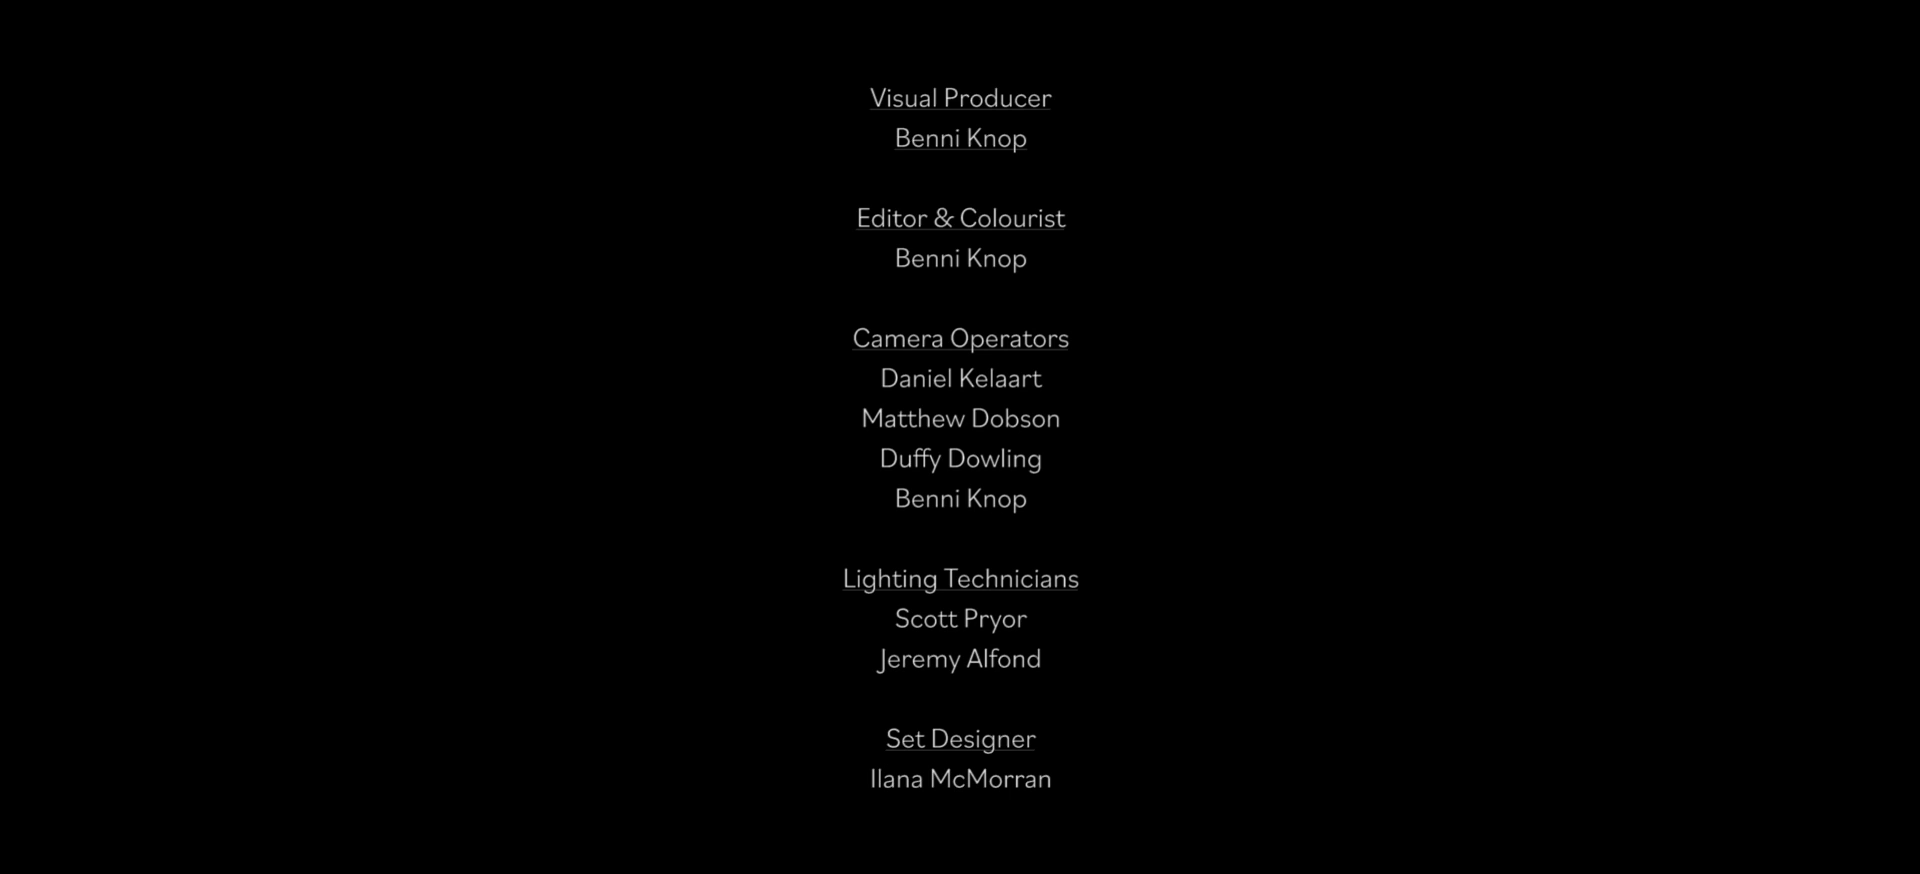 Visual Producer
Benni Knop
Editor & Colourist
Benni Knop
Camera Operators
Daniel Kelaart
Matthew Dobson
Duffy Dowling
Benni Knop
Lighting Technicians
Scott Pryor
Jeremy Alfond
Set Designer
Ilana McMorran